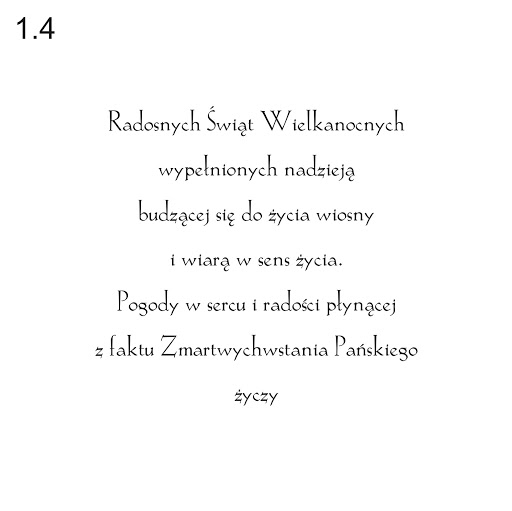 1.4
Radosnych Świąt Wielkanocnych
wypełnionych nadzieją
budzącej się do życia wiosny
i wiarą w sens życia.
Pogody w sercu i radości płynącej
z faktu Zmartwychwstania Pańskiego
życzy